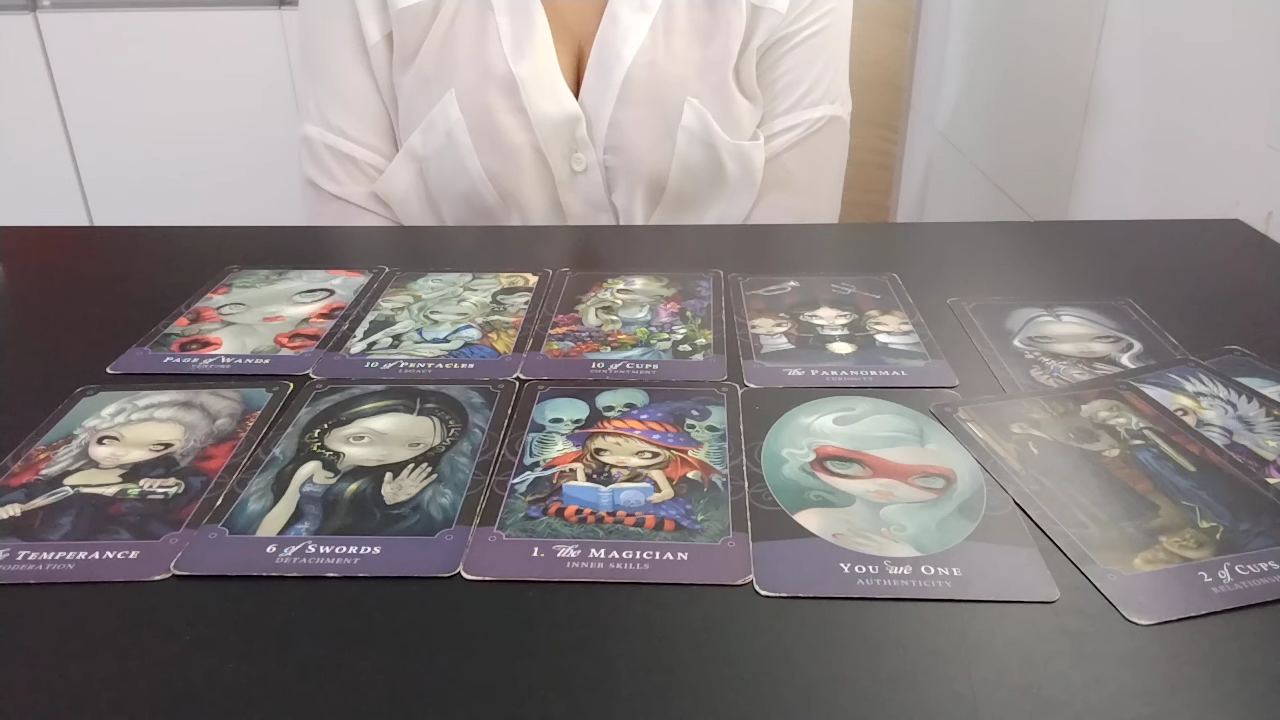 PAGE of WANDS
10 of PENTACLES
LEGACY
10 of CUPS
CONTENTMENT
The PARANORMAL
CURIOSITY
TEMPERANCE
MODERATION
6 of SWORDS
DETACHMENT
1. The MAGICIAN
INNER SKILLS
YOU are ONE
AUTHENTICITY
2 of CUPS